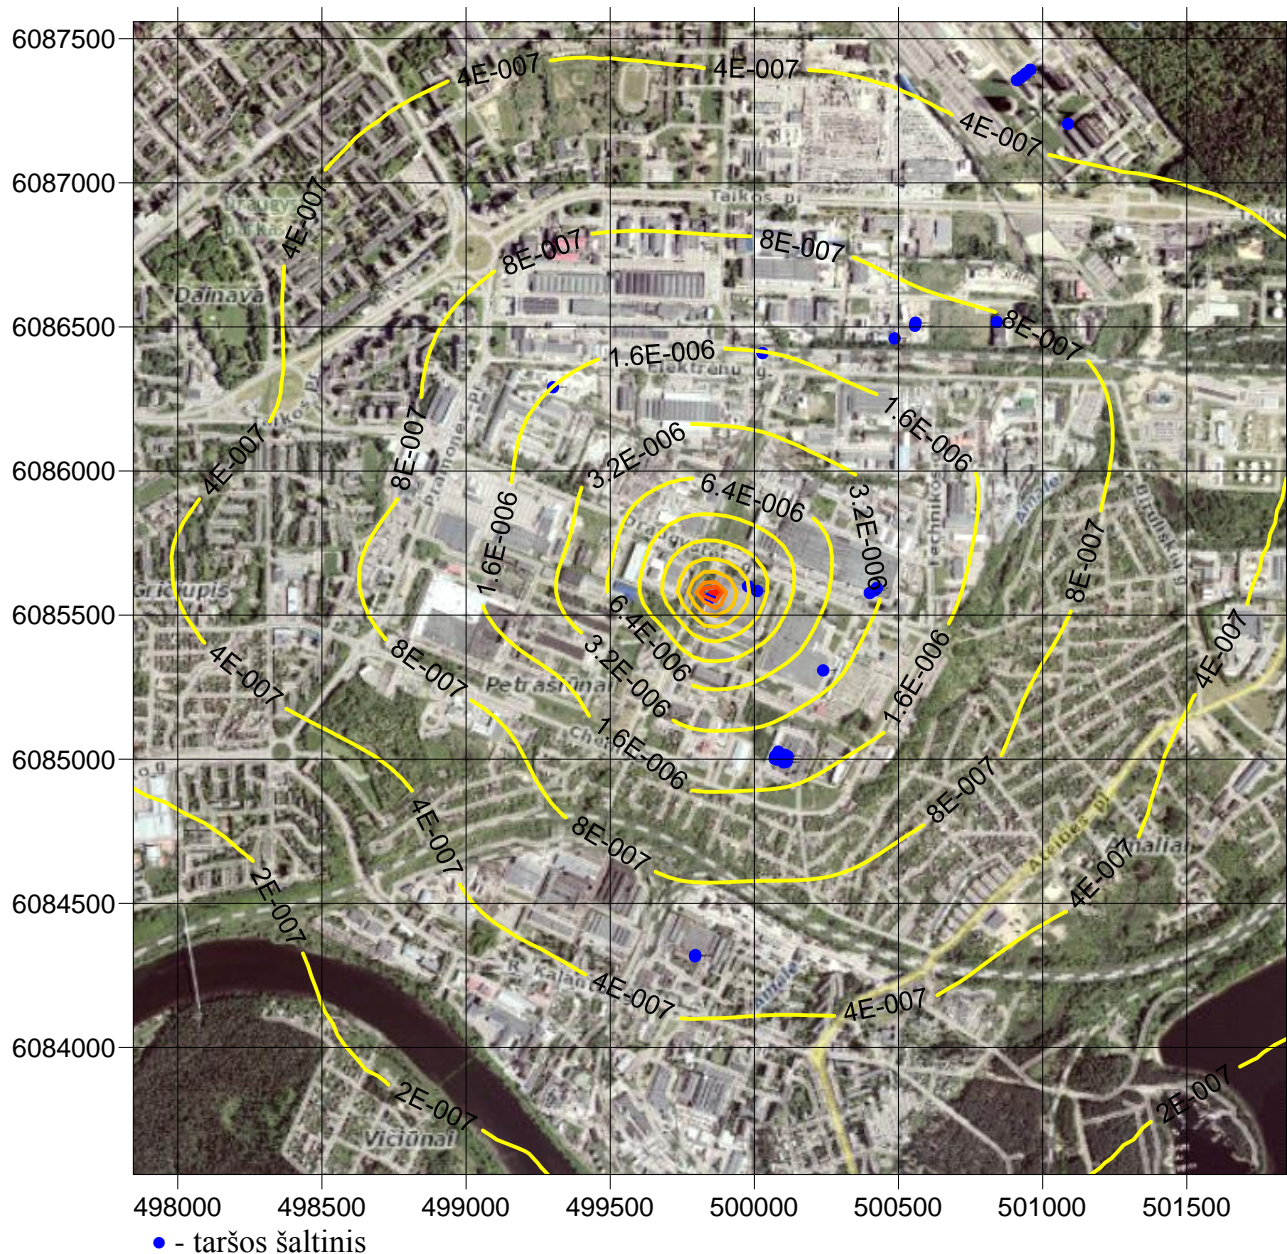 6087500
6087000
6086500
6086000
6085500
6085000
6084500
6084000
4E-007
4E-007
4E-007
4E-007
Taikos pr.
8E-007
8E-007
Dainava
8E-007
1.6E-006
Elektrėnų g.
1.6E-006
3.2E-006
4E-007
8E-007
6.4E-006
3.2E-006
1.6E-006
Technikos
8E-007
6.4E-006
4E-007
4E-007
8E-007
3.2E-006
1.6E-006
Petrašiūnai
1.6E-006
8E-007
4E-007
8E-007
4E-007
2E-007
4E-007
4E-007
2E-007
2E-007
Vičiūnai
498000 498500 499000 499500 500000 500500 501000 501500
- taršos šaltinis